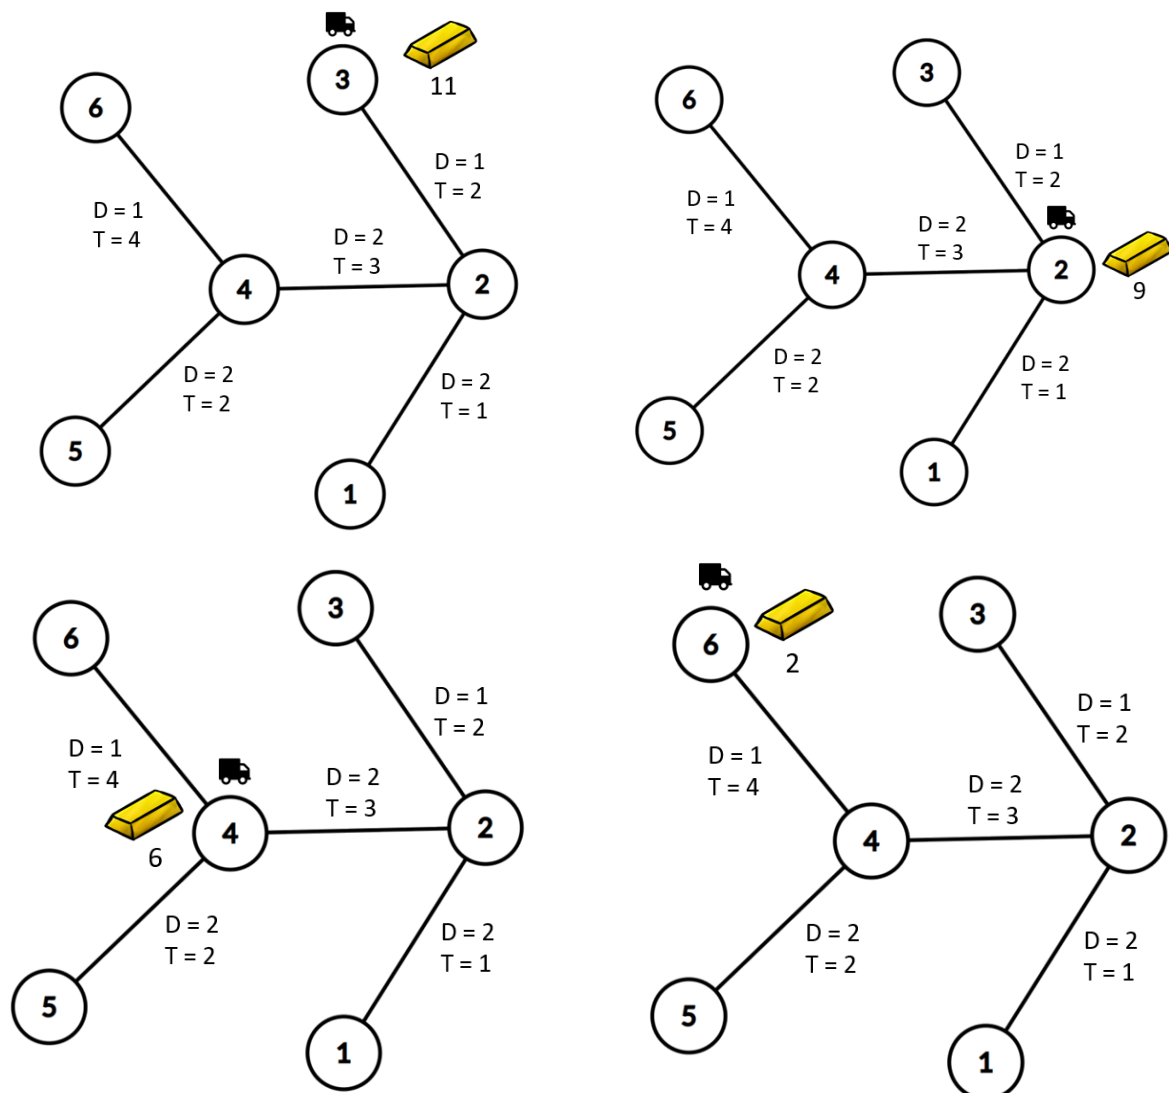 3
11
6
D = 1
T = 2
D = 1
T = 4
D = 2
T = 3
4
2
D = 2
T = 2
D = 2
T = 1
5
1
3
6
D = 1
T = 2
D = 1
T = 4
D = 2
T = 3
4
2
9
D = 2
T = 2
D = 2
T = 1
5
1
3
6
D = 1
T = 2
D = 1
T = 4
D = 2
T = 3
4
2
6
D = 2
T = 2
D = 2
T = 1
5
1
6
2
3
D = 1
T = 2
D = 1
T = 4
D = 2
T = 3
4
2
D = 2
T = 2
D = 2
T = 1
5
1